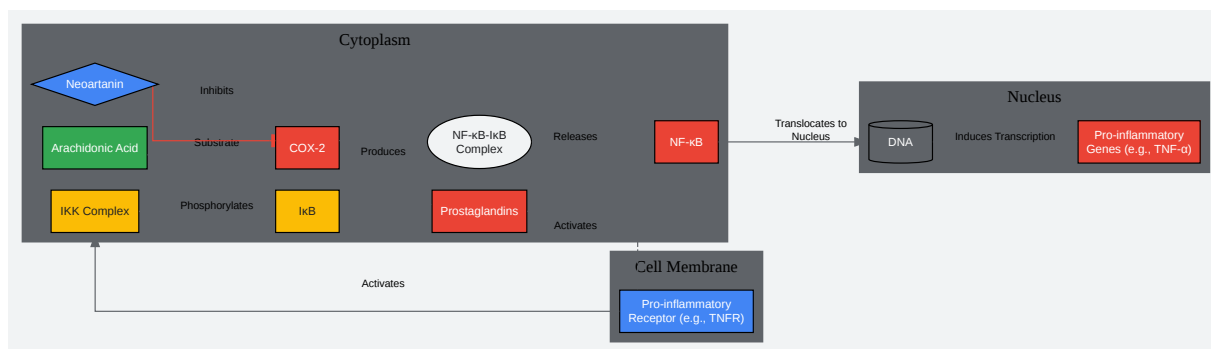 Cytoplasm
Neoartanin
Inhibits
Arachidonic Acid
Substrate
COX-2
Produces
NF-κB-IκB
Complex
Releases
NF-κB
IKK Complex
Phosphorylates
IκB
Prostaglandins
Activates
Translocates to
Nucleus
Nucleus
DNA
Induces Transcription
Pro-inflammatory
Genes (e.g., TNF-α)
Activates
Cell Membrane
Pro-inflammatory
Receptor (e.g., TNFR)